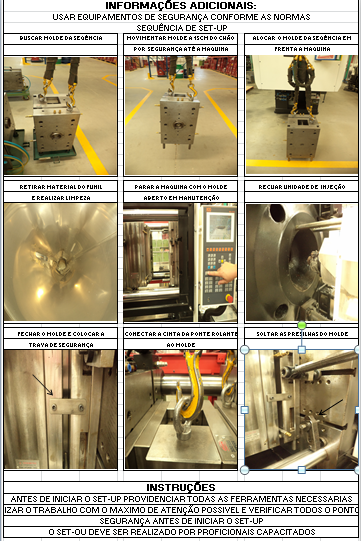 INFORMAÇÕES ADICIONAIS:
USAR EQUIPAMENTOS DE SEGURANÇA CONFORME AS NORMAS
SEQUÊNCIA DE SET-UP
BUSCAR MOLDE DA SEQÊNCIA
MOVIMENTAR MOLDE A 15CM DO CHÃO
POR SEGURANÇA ATÉ A MAQUINA
ALOCAR O MOLDE DA SEQÊNCIA EM
FRENTA A MAQUINA
RETIRAR MATERIAL DO FUNIL
E REALIZAR LIMPEZA
PARAR A MAQUINA COM O MOLDE
ABERTO EM MANUTENÇÃO
RECUAR UNIDADE DE INJEÇÃO
FECHAR O MOLDE E COLOCAR A
TRAVA DE SEGURANÇA
CONECTAR A CINTA DA PONTE ROLANTE
AO MOLDE
SOLTAR AS PRESILHAS DO MOLDE
INSTRUÇÕES
ANTES DE INICIAR O SET-UP PROVIDENCIAR TODAS AS FERRAMENTAS NECESSARIAS
IZAR O TRABALHO COM O MAXIMO DE ATENÇÃO POSSIVEL E VERIFICAR TODOS O PONTO
SEGURANÇA ANTES DE INICIAR O SET-UP
O SET-OU DEVE SER REALIZADO POR PROFICIONAIS CAPACITADOS